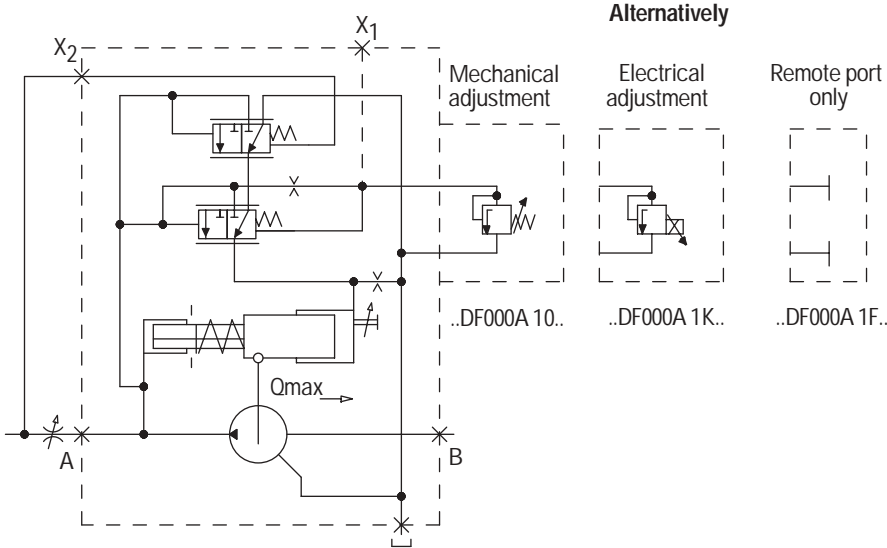 Alternatively
X2
X1
Mechanical
adjustment
Electrical
adjustment
Remote port
only
..DF000A 10..
..DF000A 1K..
..DF000A 1F..
Qmax
A
B